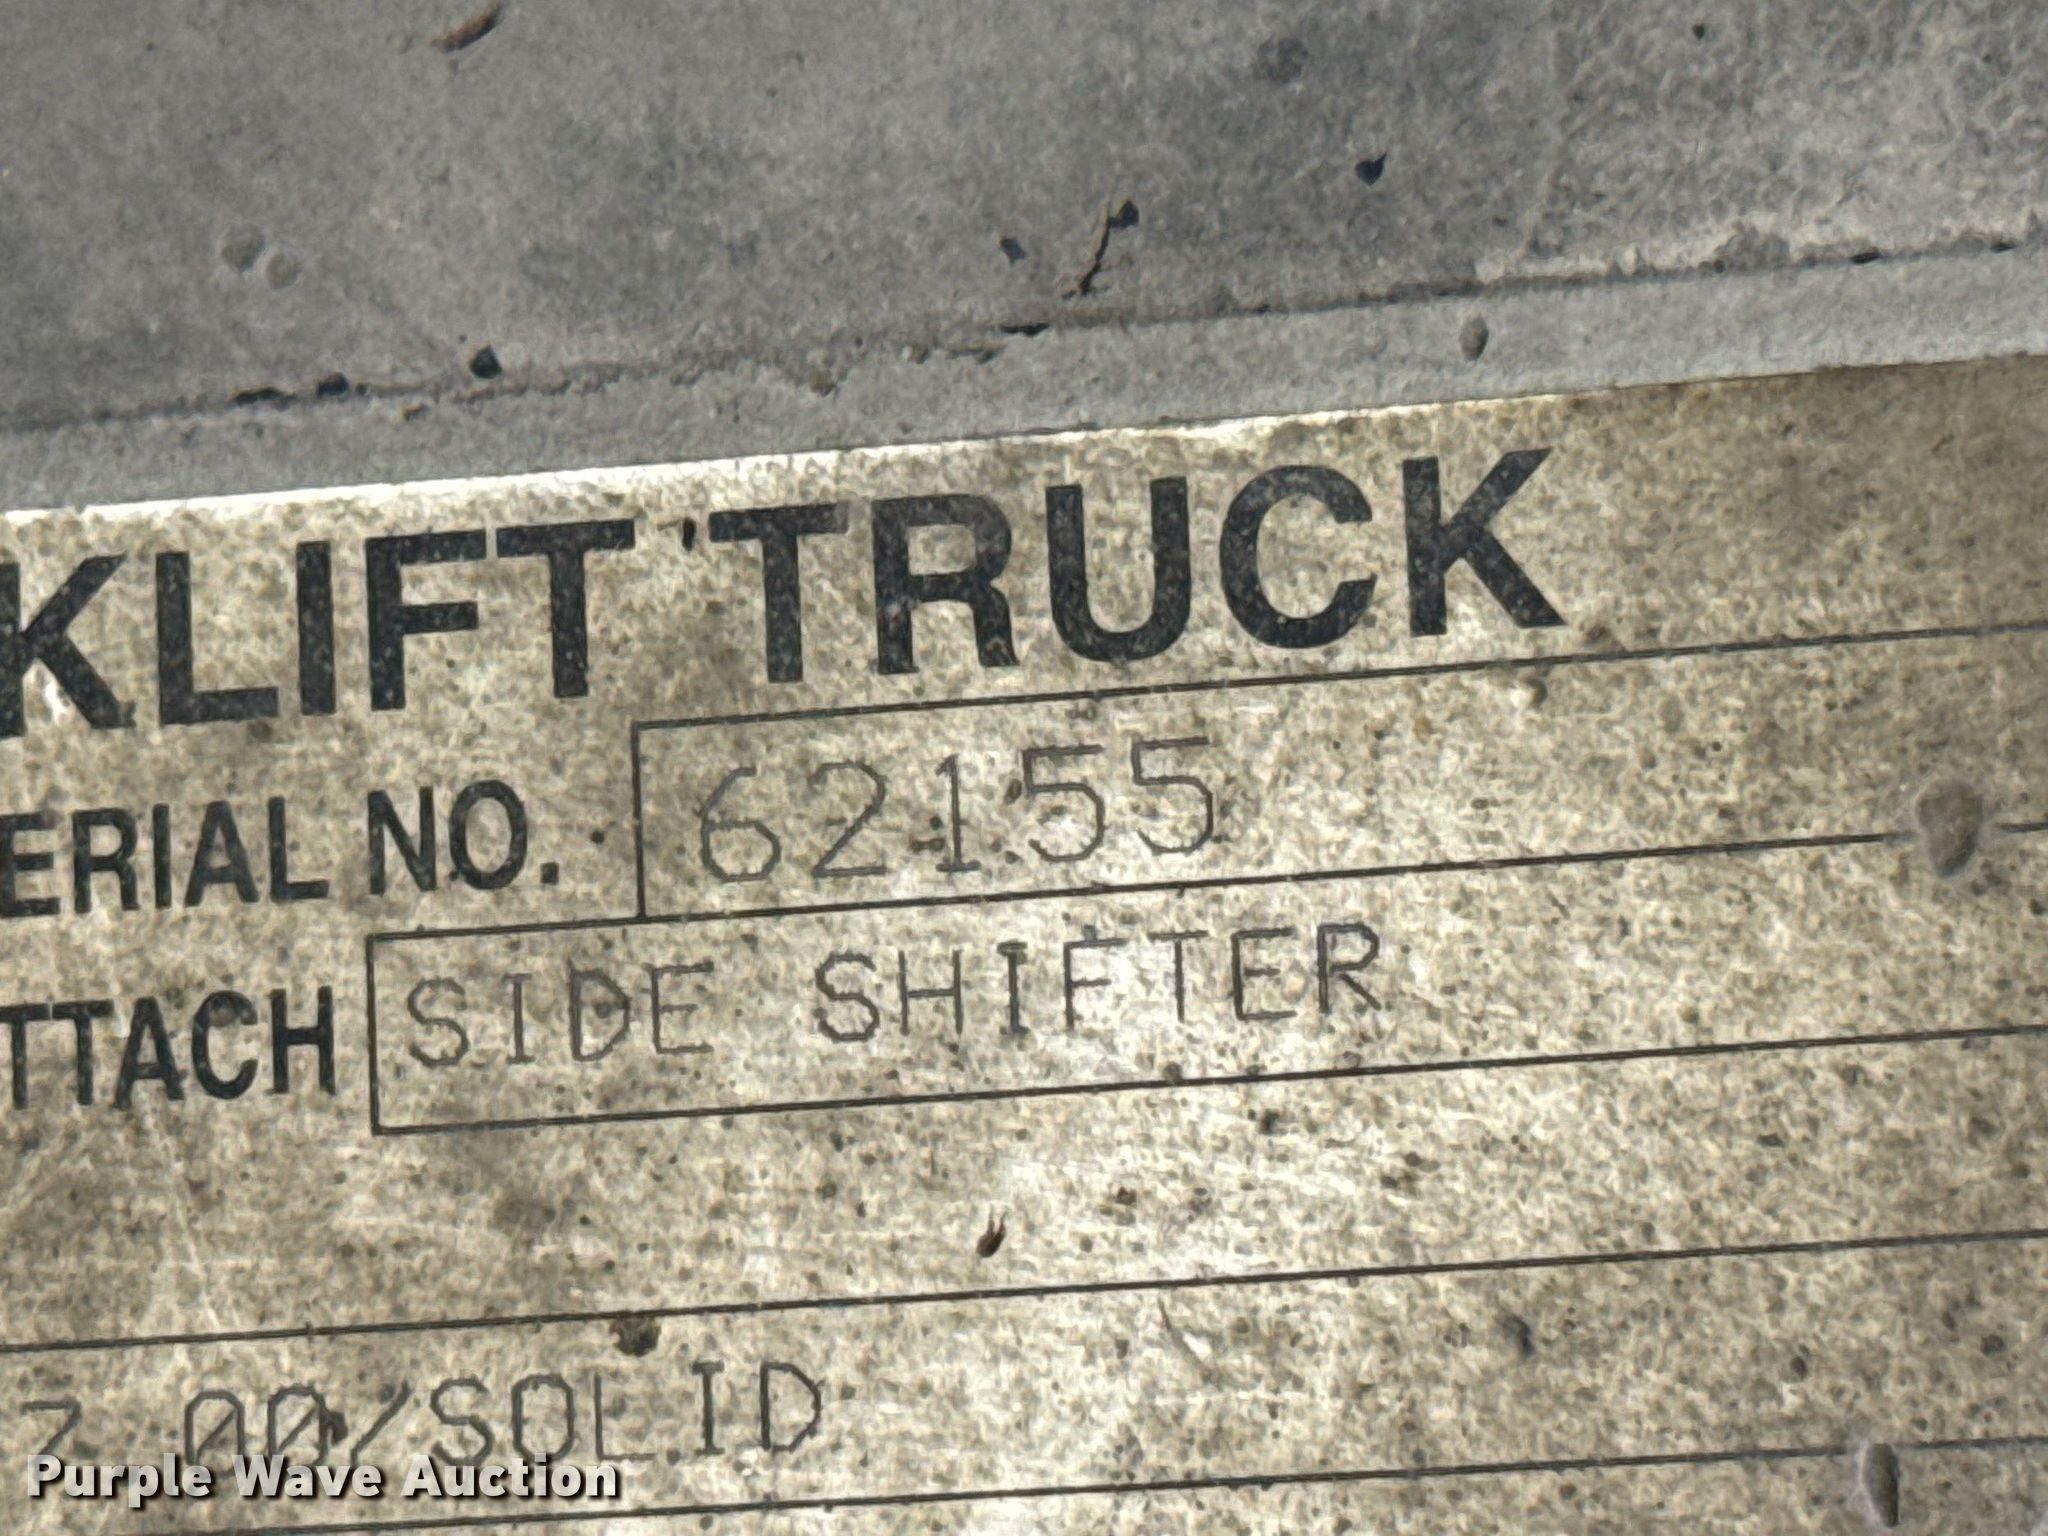 KLIFT TRUCK
ERIAL NO. 62155
TTACH SIDE SHIFTER
7.00/SOLID
Purple Wave Auction